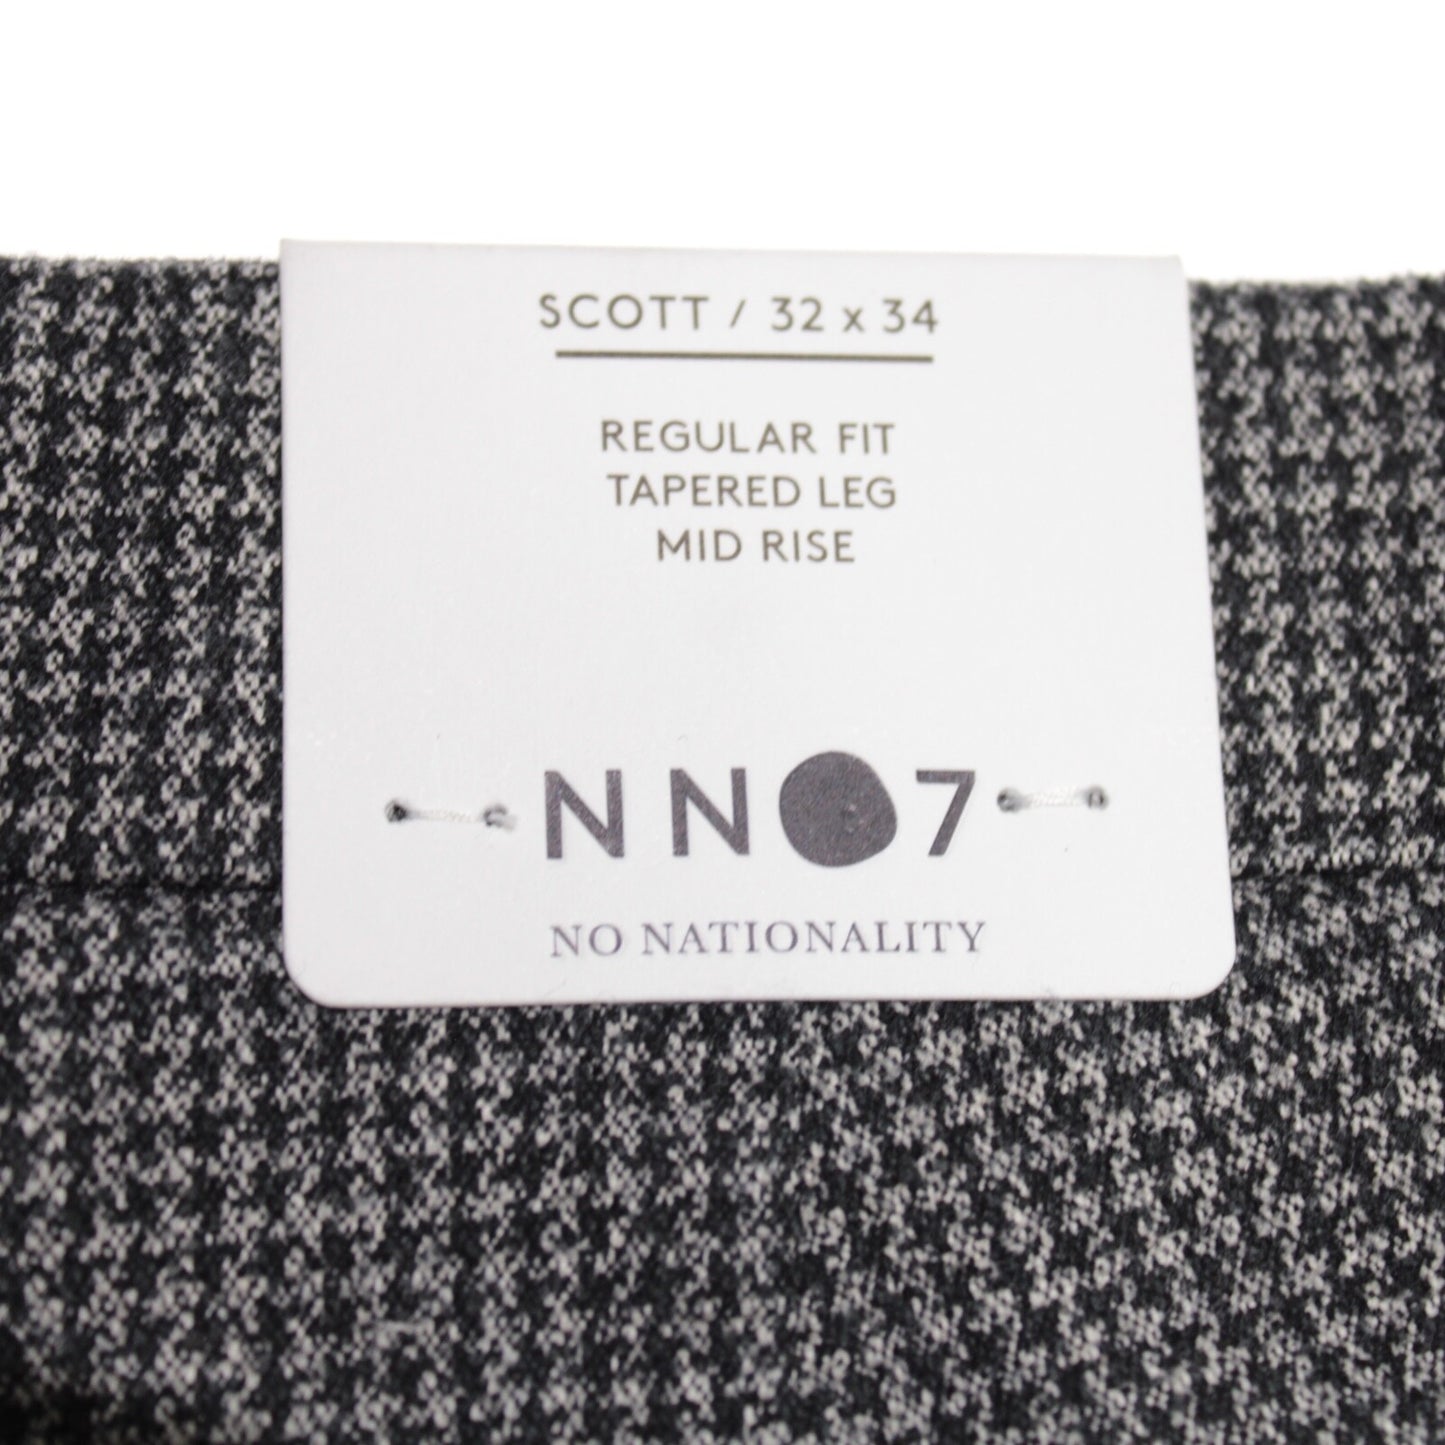 SCOTT / 32 x 34
REGULAR FIT
TAPERED LEG
MID RISE
NN07
NO NATIONALITY